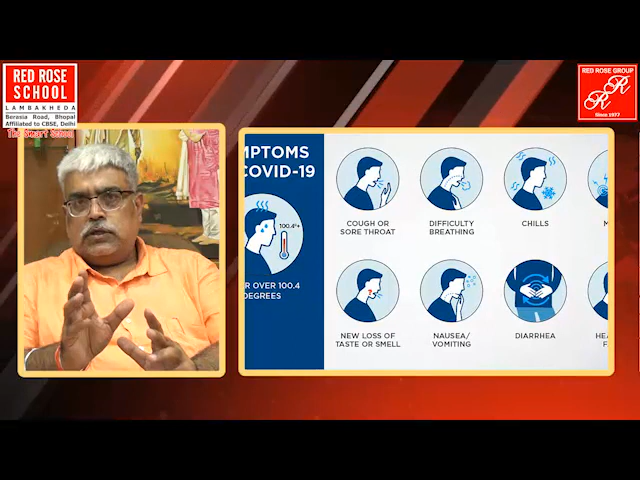 RED ROSE
SCHOOL
LAMBAKHEDA
Berasia Road, Bhopal
Affiliated to CBSE, Delhi
The Smart School
RED ROSE GROUP
R
R
Since 1977
MPTOMS
COVID-19
100.4°+
R OVER 100.4
DEGREES
COUGH OR
SORE THROAT
DIFFICULTY
BREATHING
CHILLS
M
NEW LOSS OF
TASTE OR SMELL
NAUSEA/
VOMITING
DIARRHEA
HEA
F